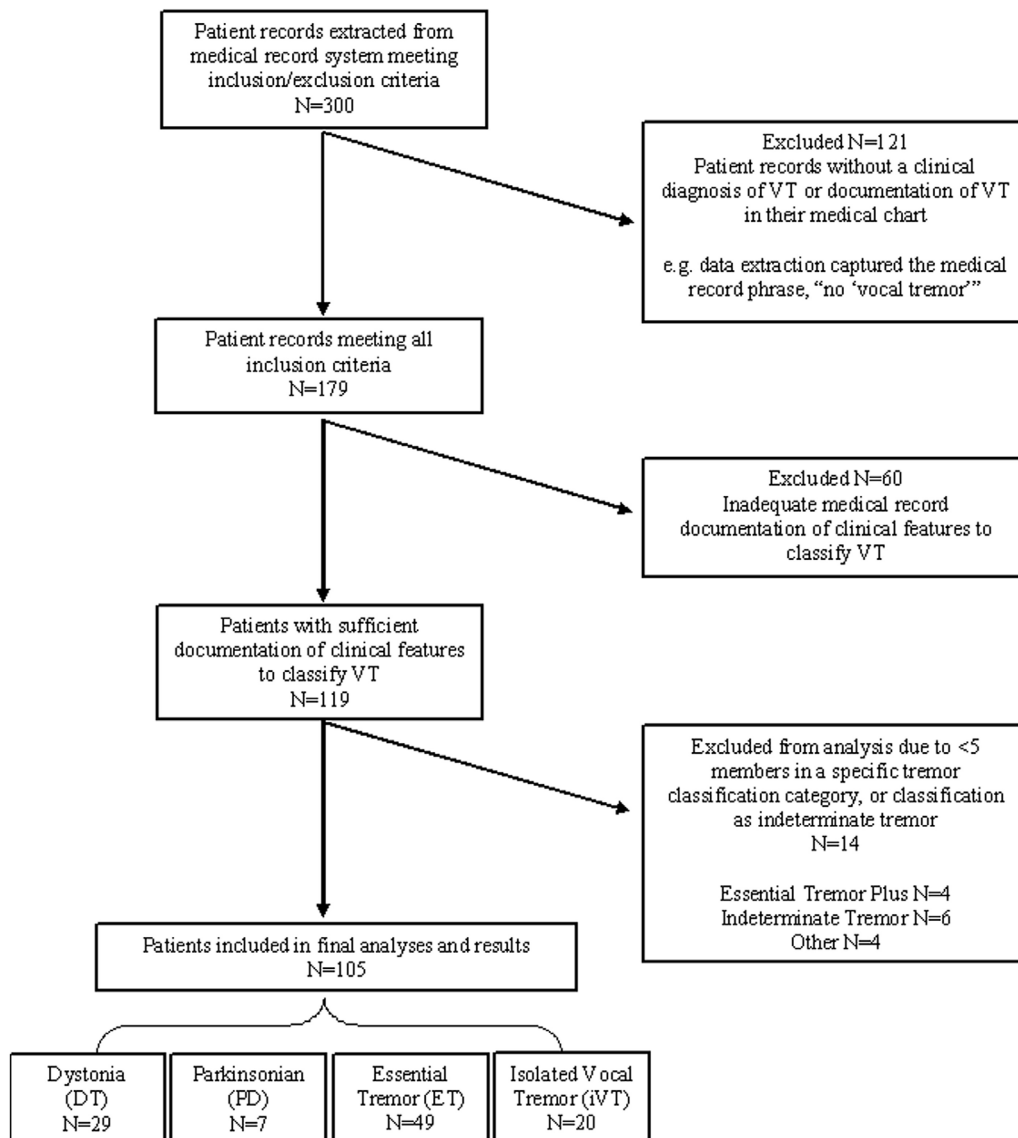 Patient records extracted from
medical record system meeting
inclusion/exclusion criteria
N=300
Excluded N=121
Patient records without a clinical
diagnosis of VT or documentation of VT
in their medical chart
e.g. data extraction captured the medical
record phrase, “no ‘vocal tremor’”
Patient records meeting all
inclusion criteria
N=179
Excluded N=60
Inadequate medical record
documentation of clinical features to
classify VT
Patients with sufficient
documentation of clinical features
to classify VT
N=119
Excluded from analysis due to <5
members in a specific tremor
classification category, or classification
as indeterminate tremor
N=14
Essential Tremor Plus N=4
Indeterminate Tremor N=6
Other N=4
Patients included in final analyses and results
N=105
Dystonia
(DT)
N=29
Parkinsonian
(PD)
N=7
Essential
Tremor (ET)
N=49
Isolated Vocal
Tremor (iVT)
N=20